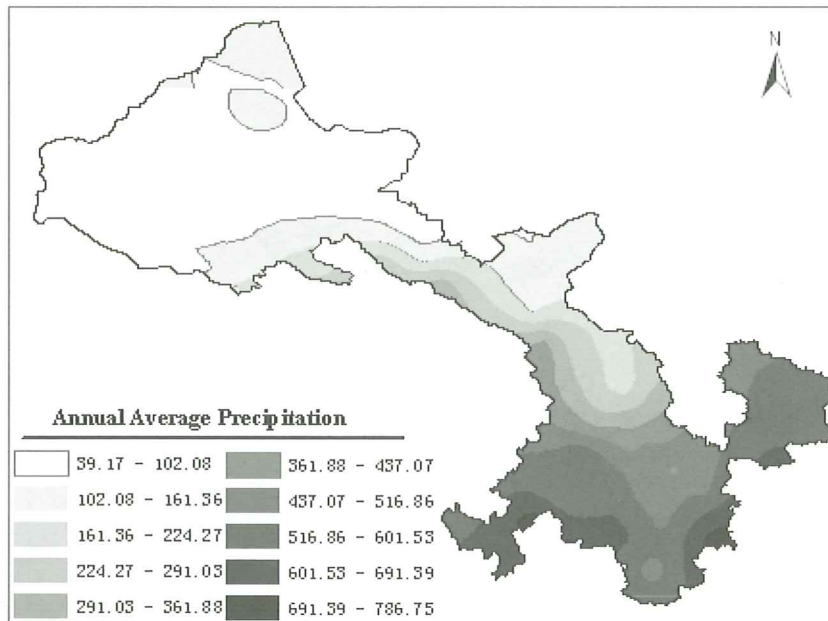 N
Annual Average Precipitation
39.17 - 102.08
361.88 - 437.07
102.08 - 161.36
437.07 - 516.86
161.36 - 224.27
516.86 - 601.53
224.27 - 291.03
601.53 - 691.39
291.03 - 361.88
691.39 - 786.75